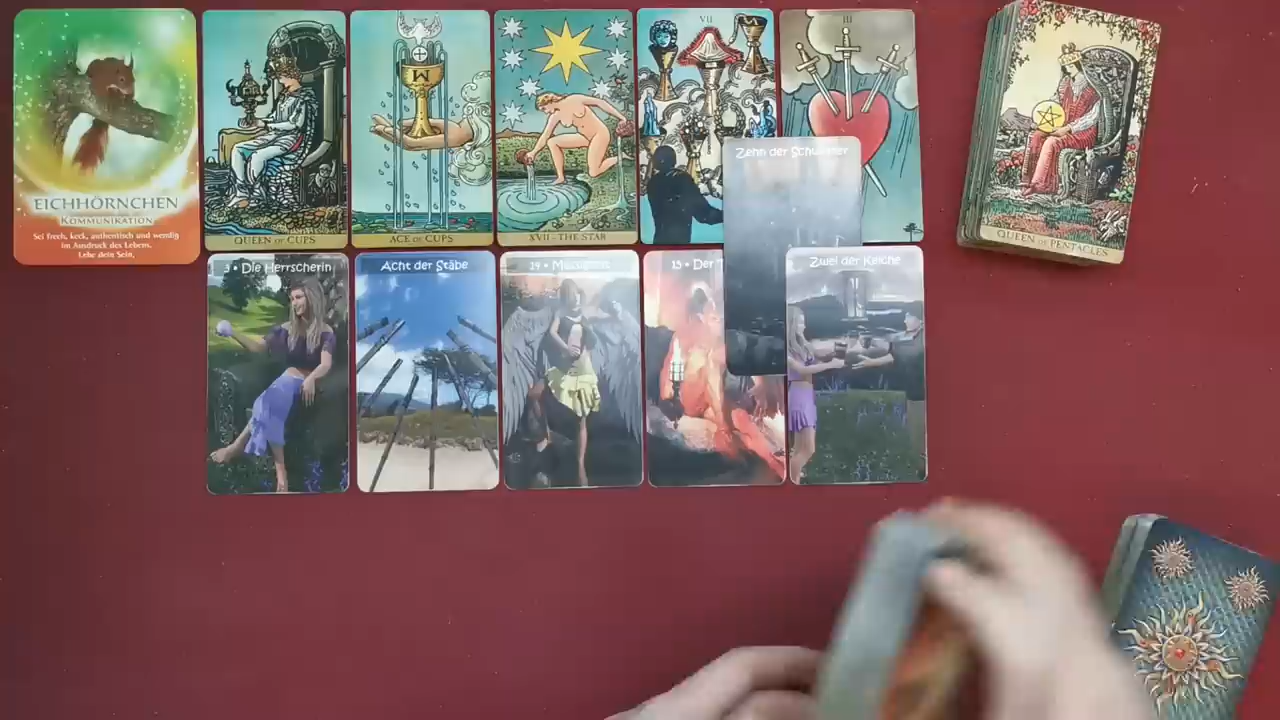 EICHHÖRNCHEN
KOMMUNIKATION
Sei frech, keck, authentisch und wendig
im Ausdruck des Lebens.
Lebe dein Sein.
QUEEN OF CUPS
M
ACE OF CUPS
XVII - THE STAR
VII
III
Zehn der Schwerter
QUEEN OF PENTACLES
3 • Die Herrscherin
Acht der Stäbe
15 • Der
Zwei der Kelche